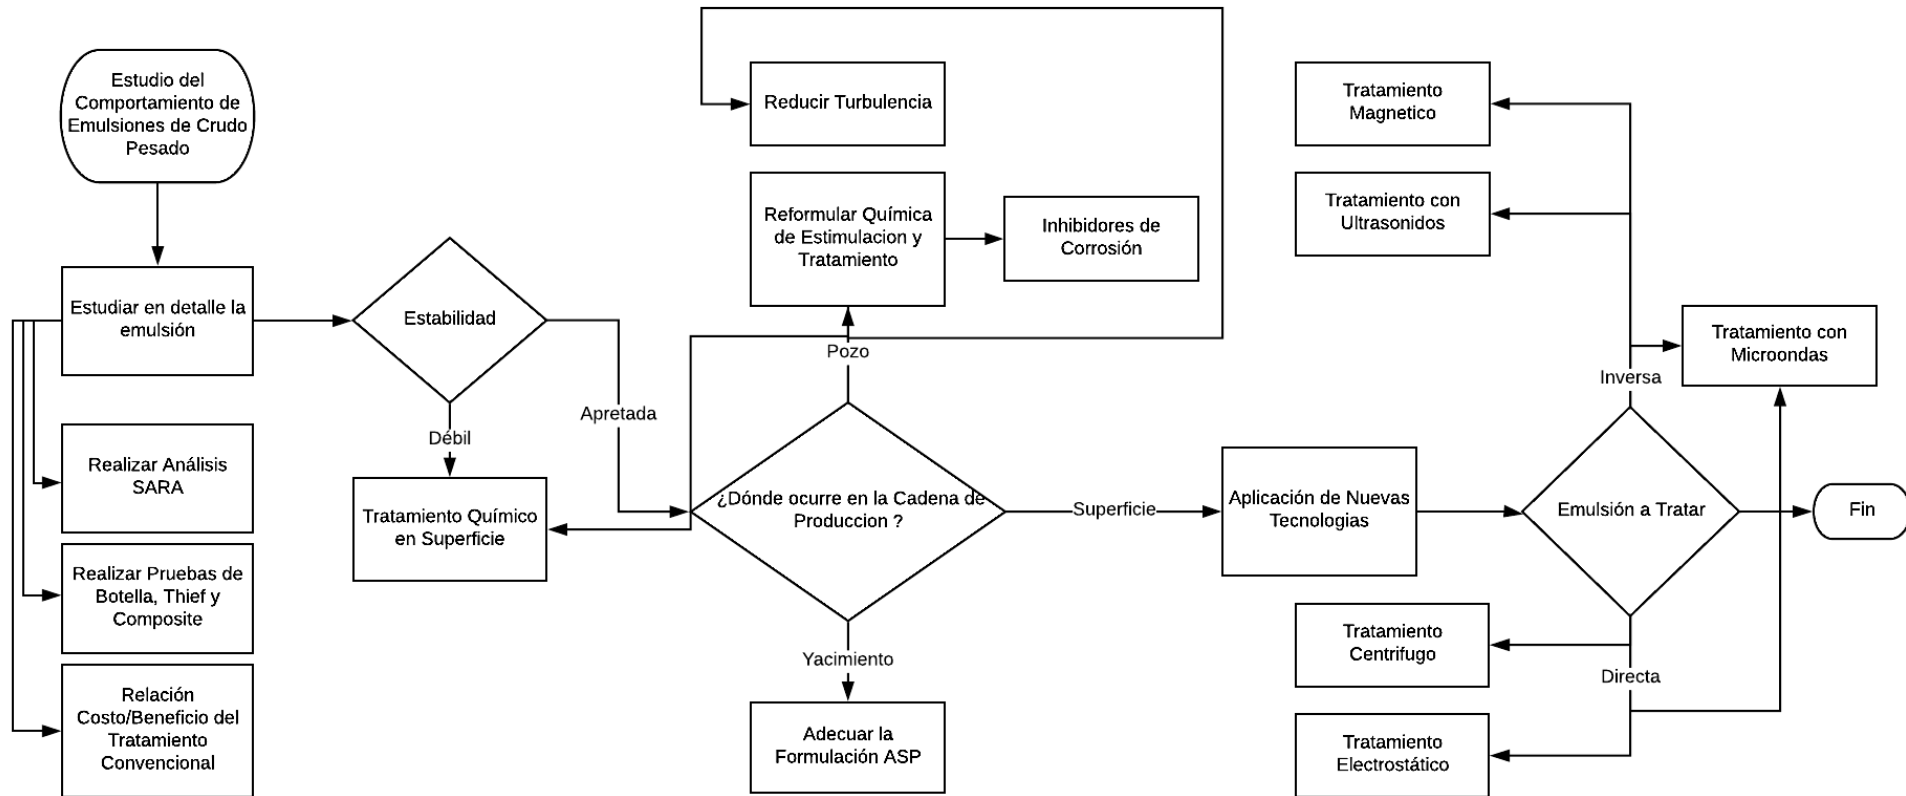 Estudio del
Comportamiento de
Emulsiones de Crudo
Pesado
Estudiar en detalle la
emulsión
Realizar Análisis
SARA
Realizar Pruebas de
Botella, Thief y
Composite
Relación
Costo/Beneficio del
Tratamiento
Convencional
Estabilidad
Débil
Apretada
Tratamiento Químico
en Superficie
Reducir Turbulencia
Reformular Química
de Estimulacion y
Tratamiento
Inhibidores de
Corrosión
Pozo
¿Dónde ocurre en la Cadena de
Produccion ?
Superficie
Yacimiento
Adecuar la
Formulación ASP
Aplicación de Nuevas
Tecnologias
Tratamiento
Magnetico
Tratamiento con
Ultrasonidos
Tratamiento con
Microondas
Inversa
Emulsión a Tratar
Fin
Directa
Tratamiento
Centrifugo
Tratamiento
Electrostático